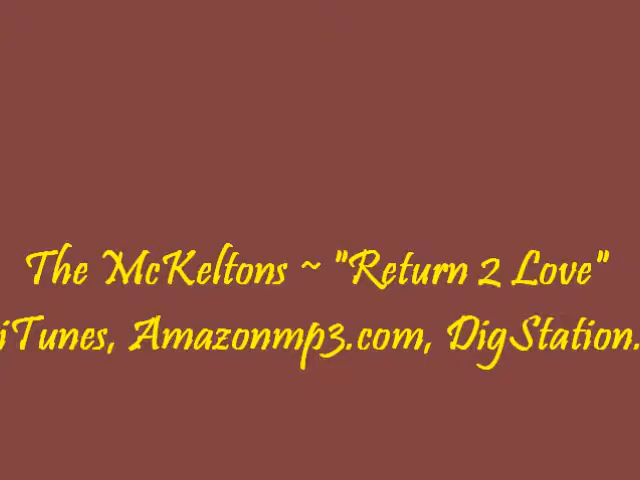 The McKeltons ~ "Return 2 Love"
iTunes, Amazonmp3.com, DigStation.